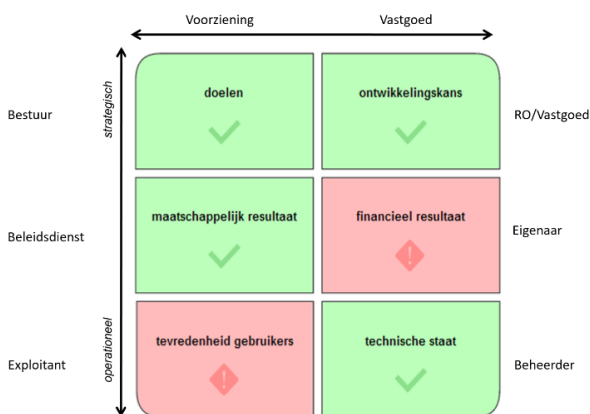 Voorziening Vastgoed
strategisch
Bestuur doelen ontwikkelingskans RO/Vastgoed
Beleidsdienst maatschappelijk resultaat financieel resultaat Eigenaar
operationeel
Exploitant tevredenheid gebruikers technische staat Beheerder